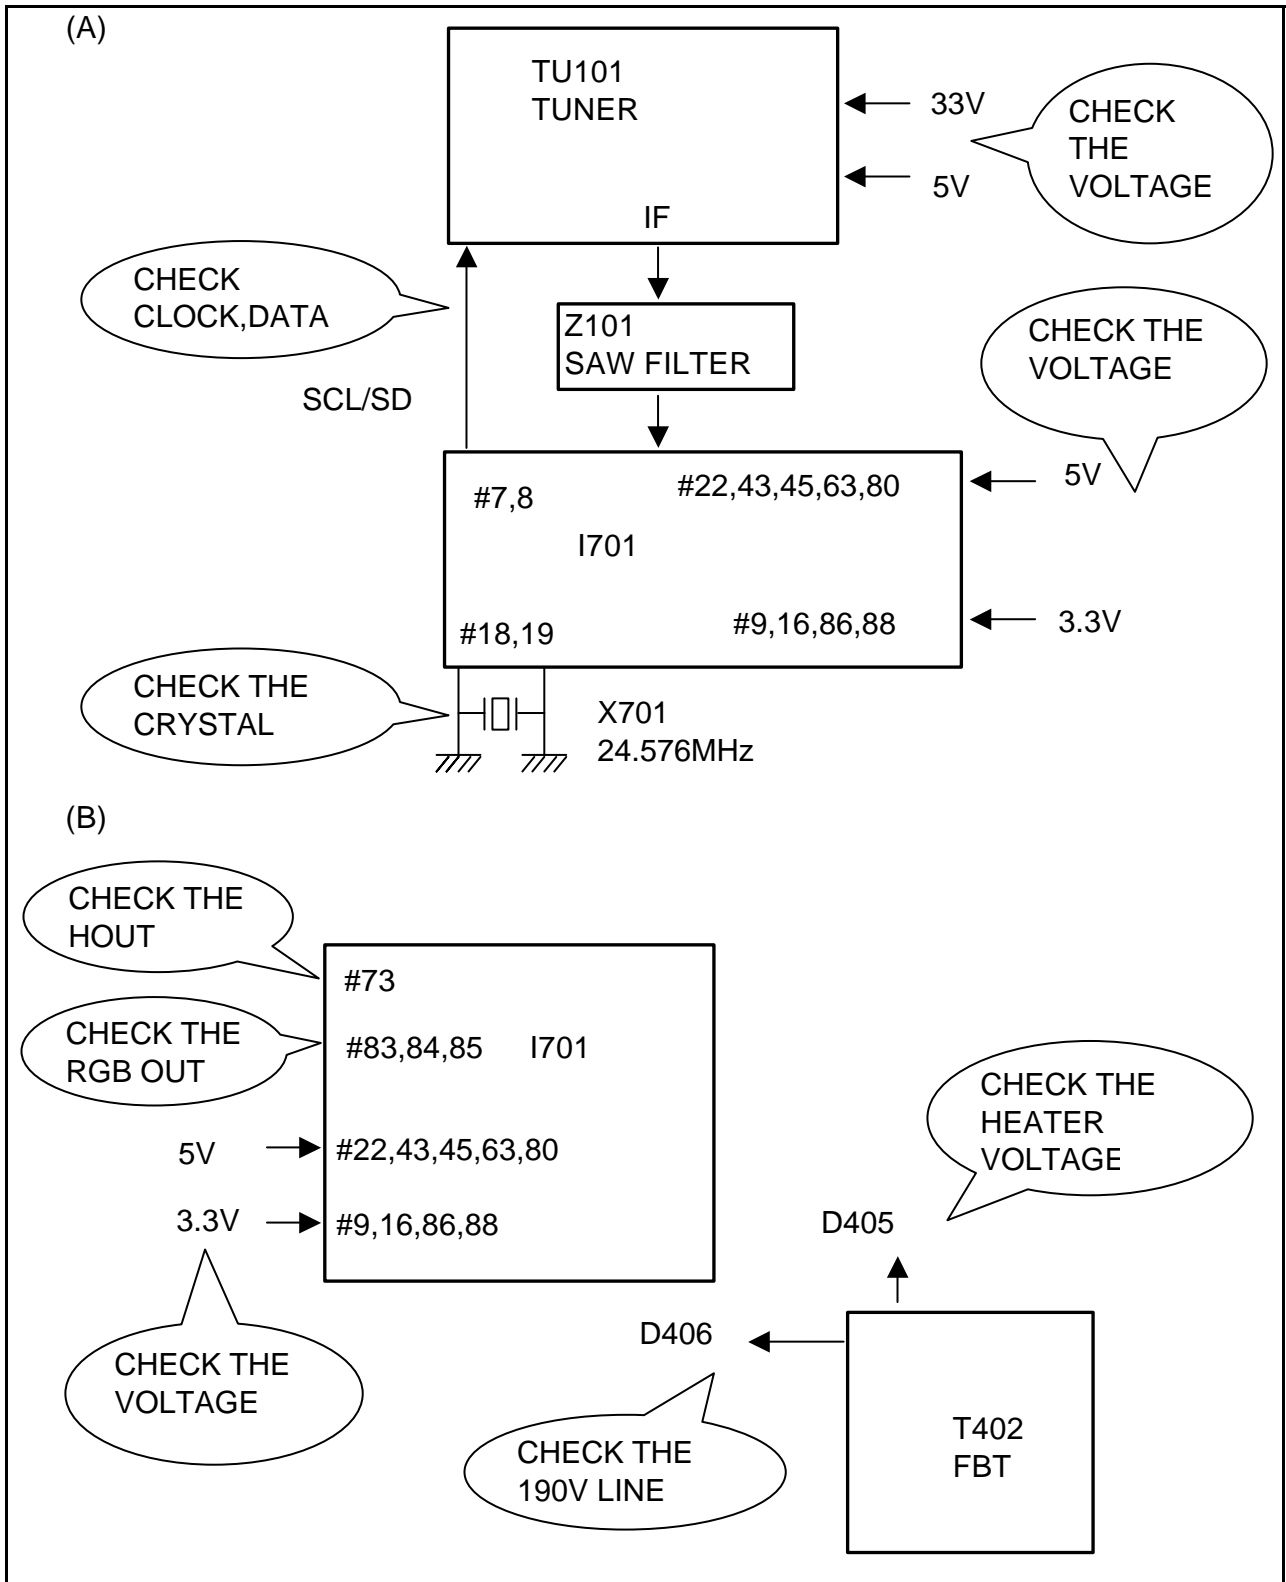 (A)
TU101
TUNER
33V
5V
CHECK
THE
VOLTAGE
IF
CHECK
CLOCK,DATA
Z101
SAW FILTER
CHECK THE
VOLTAGE
SCL/SD
#7,8
#22,43,45,63,80
5V
I701
#18,19
#9,16,86,88
3.3V
CHECK THE
CRYSTAL
X701
24.576MHz
(B)
CHECK THE
HOUT
#73
CHECK THE
RGB OUT
#83,84,85
I701
5V
#22,43,45,63,80
3.3V
#9,16,86,88
CHECK THE
VOLTAGE
CHECK THE
HEATER
VOLTAGE
D405
D406
CHECK THE
190V LINE
T402
FBT